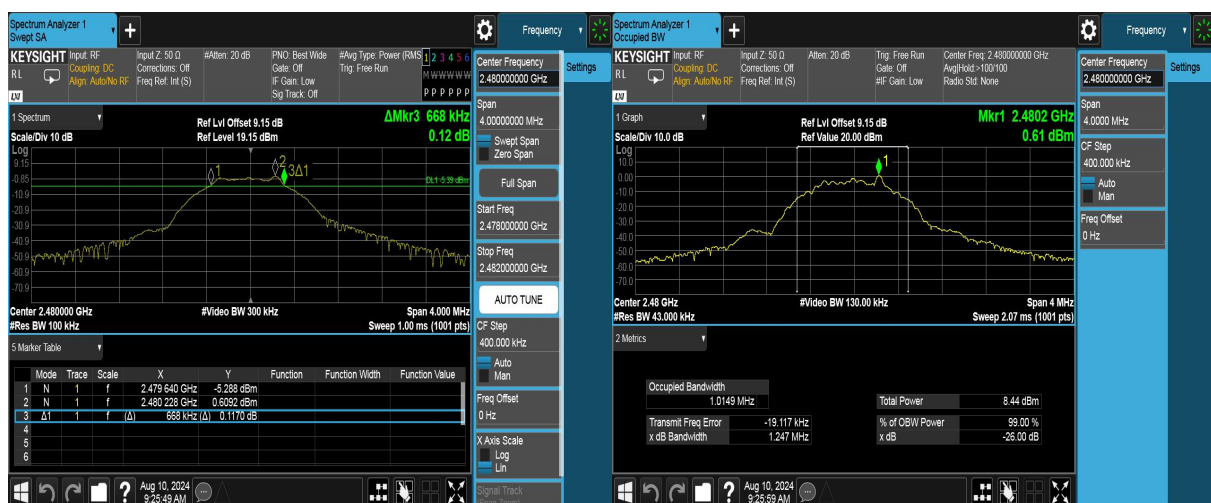 Spectrum Analyzer 1
Swept SA
+
Frequency
KEYSIGHT
RL
Input: RF
Coupling: DC
Align: Auto/No RF
Input Z: 50 Ω
Corrections: Off
Freq Ref: Int (S)
#Atten: 20 dB
PNO: Best Wide
Gate: Off
IF Gain: Low
Sig Track: Off
#Avg Type: Power (RMS
Trig: Free Run
1 2 3 4 5 6
M W W W W W
P P P P P P
LXI
1 Spectrum
Scale/Div 10 dB
Ref Lvl Offset 9.15 dB
Ref Level 19.15 dBm
ΔMkr3 668 kHz
0.12 dB
Log
9.15
-0.85
-10.9
-20.9
-30.9
-40.9
-50.9
-60.9
-70.9
1
2
3Δ1
DL1 -5.39 dBm
Center 2.480000 GHz
#Res BW 100 kHz
#Video BW 300 kHz
Span 4.000 MHz
Sweep 1.00 ms (1001 pts)
5 Marker Table
Mode Trace Scale X Y Function Function Width Function Value
1 N 1 f 2.479 640 GHz -5.288 dBm
2 N 1 f 2.480 228 GHz 0.6092 dBm
3 Δ1 1 f (Δ) 668 kHz (Δ) 0.1170 dB
4
5
6
Aug 10, 2024
9:25:49 AM
Center Frequency
2.480000000 GHz
Settings
Span
4.00000000 MHz
Swept Span
Zero Span
Full Span
Start Freq
2.478000000 GHz
Stop Freq
2.482000000 GHz
AUTO TUNE
CF Step
400.000 kHz
Auto
Man
Freq Offset
0 Hz
X Axis Scale
Log
Lin
Signal Track
Spectrum Analyzer 1
Occupied BW
+
Frequency
KEYSIGHT
RL
Input: RF
Coupling: DC
Align: Auto/No RF
Input Z: 50 Ω
Corrections: Off
Freq Ref: Int (S)
Atten: 20 dB
Trig: Free Run
Gate: Off
#IF Gain: Low
Center Freq: 2.480000000 GHz
Avg|Hold:>100/100
Radio Std: None
LXI
1 Graph
Scale/Div 10.0 dB
Ref Lvl Offset 9.15 dB
Ref Value 20.00 dBm
Mkr1 2.4802 GHz
0.61 dBm
Log
10.0
0.00
-10.0
-20.0
-30.0
-40.0
-50.0
-60.0
-70.0
1
Center 2.48 GHz
#Res BW 43.000 kHz
#Video BW 130.00 kHz
Span 4 MHz
Sweep 2.07 ms (1001 pts)
2 Metrics
Occupied Bandwidth
1.0149 MHz
Total Power 8.44 dBm
Transmit Freq Error -19.117 kHz
% of OBW Power 99.00 %
x dB Bandwidth 1.247 MHz
x dB -26.00 dB
Aug 10, 2024
9:25:59 AM
Center Frequency
2.480000000 GHz
Settings
Span
4.0000 MHz
CF Step
400.000 kHz
Auto
Man
Freq Offset
0 Hz